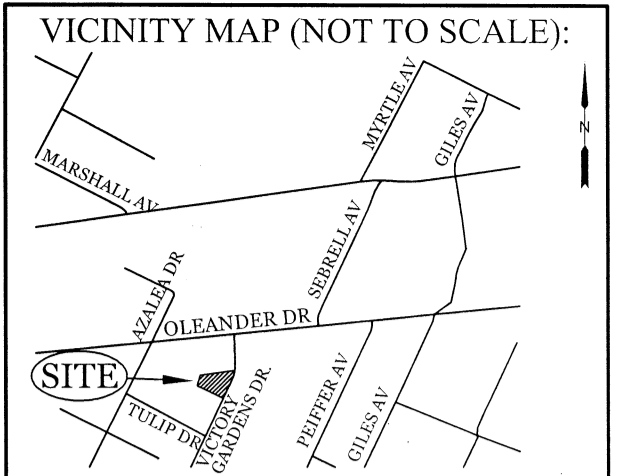 VICINITY MAP (NOT TO SCALE):
MYRTLE AV
GILES AV
N
MARSHALL AV
SEBRELL AV
AZALEA DR
OLEANDER DR
SITE
TULIP DR
VICTORY
GARDENS DR.
PEIFFER AV
GILES AV